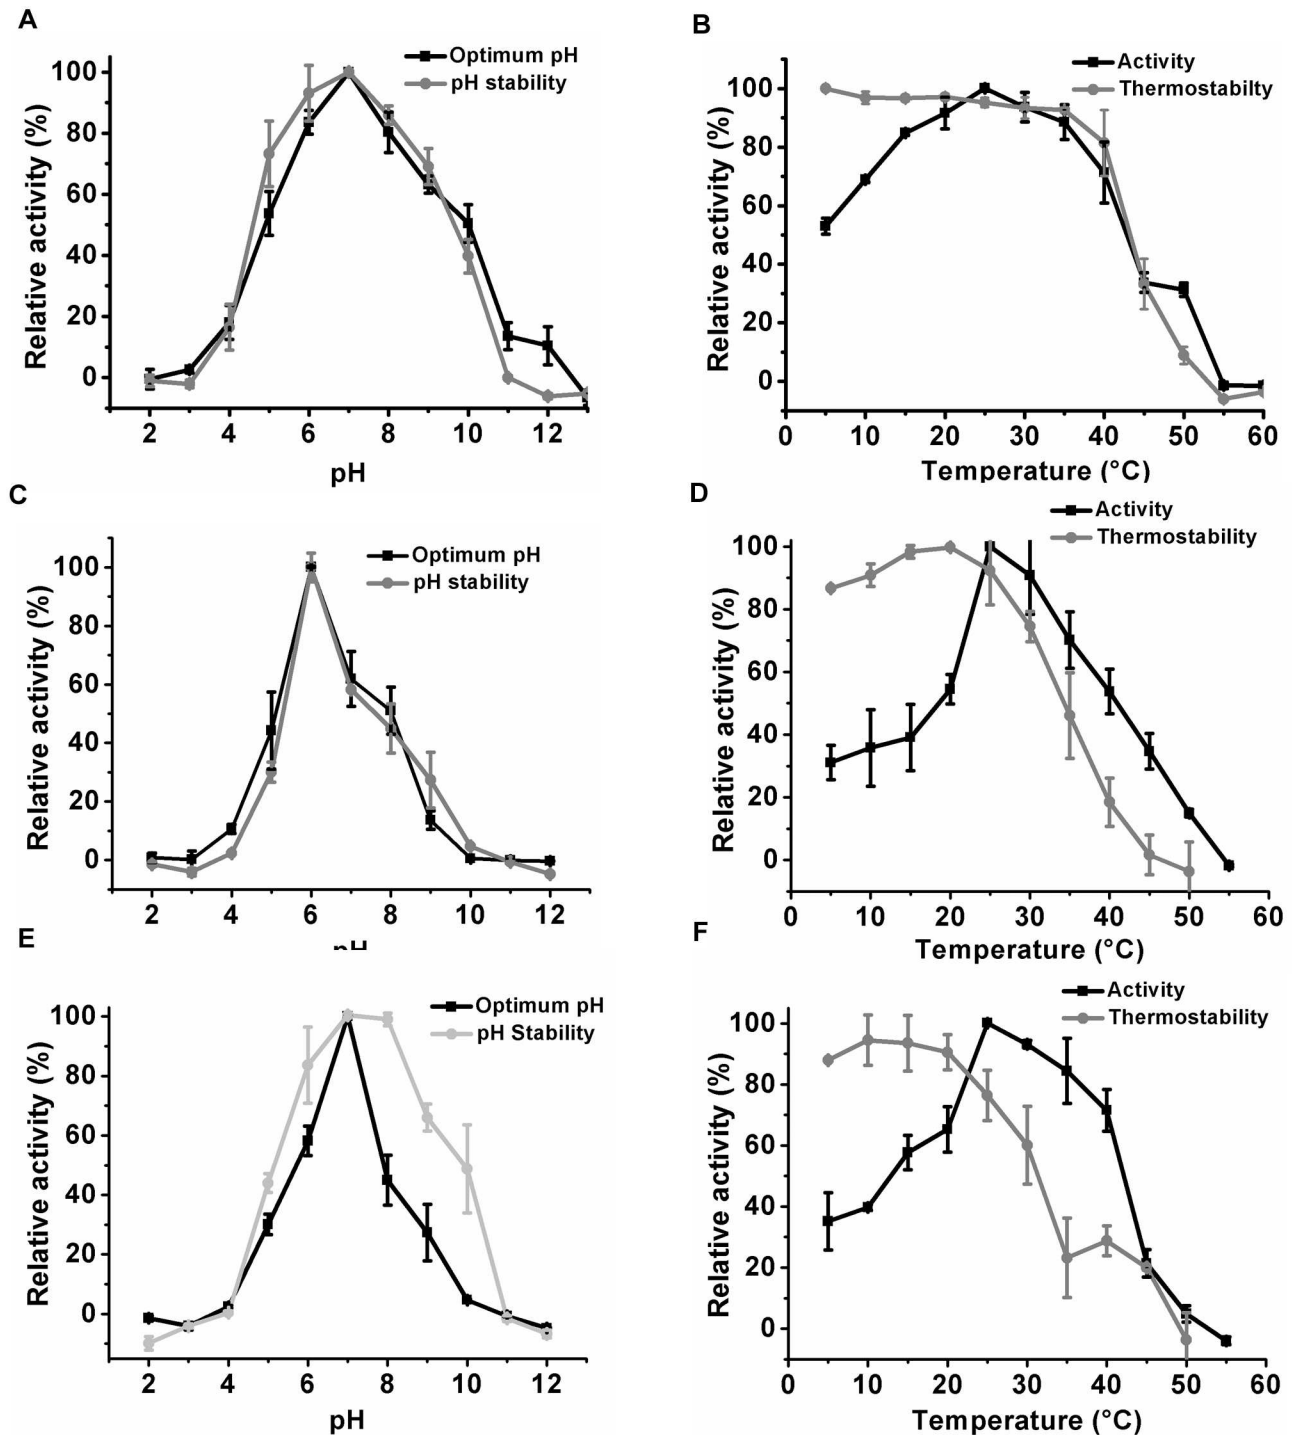 A
Optimum pH
pH stability
Relative activity (%)
100
80
60
40
20
0
2 4 6 8 10 12
pH
B
Activity
Thermostabilty
Relative activity (%)
100
80
60
40
20
0
0 10 20 30 40 50 60
Temperature (°C)
C
Optimum pH
pH stability
Relative activity (%)
100
80
60
40
20
0
2 4 6 8 10 12
pH
D
Activity
Thermostability
Relative activity (%)
100
80
60
40
20
0
0 10 20 30 40 50 60
Temperature (°C)
E
Optimum pH
pH Stability
Relative activity (%)
100
80
60
40
20
0
2 4 6 8 10 12
pH
F
Activity
Thermostability
Relative activity (%)
100
80
60
40
20
0
0 10 20 30 40 50 60
Temperature (°C)